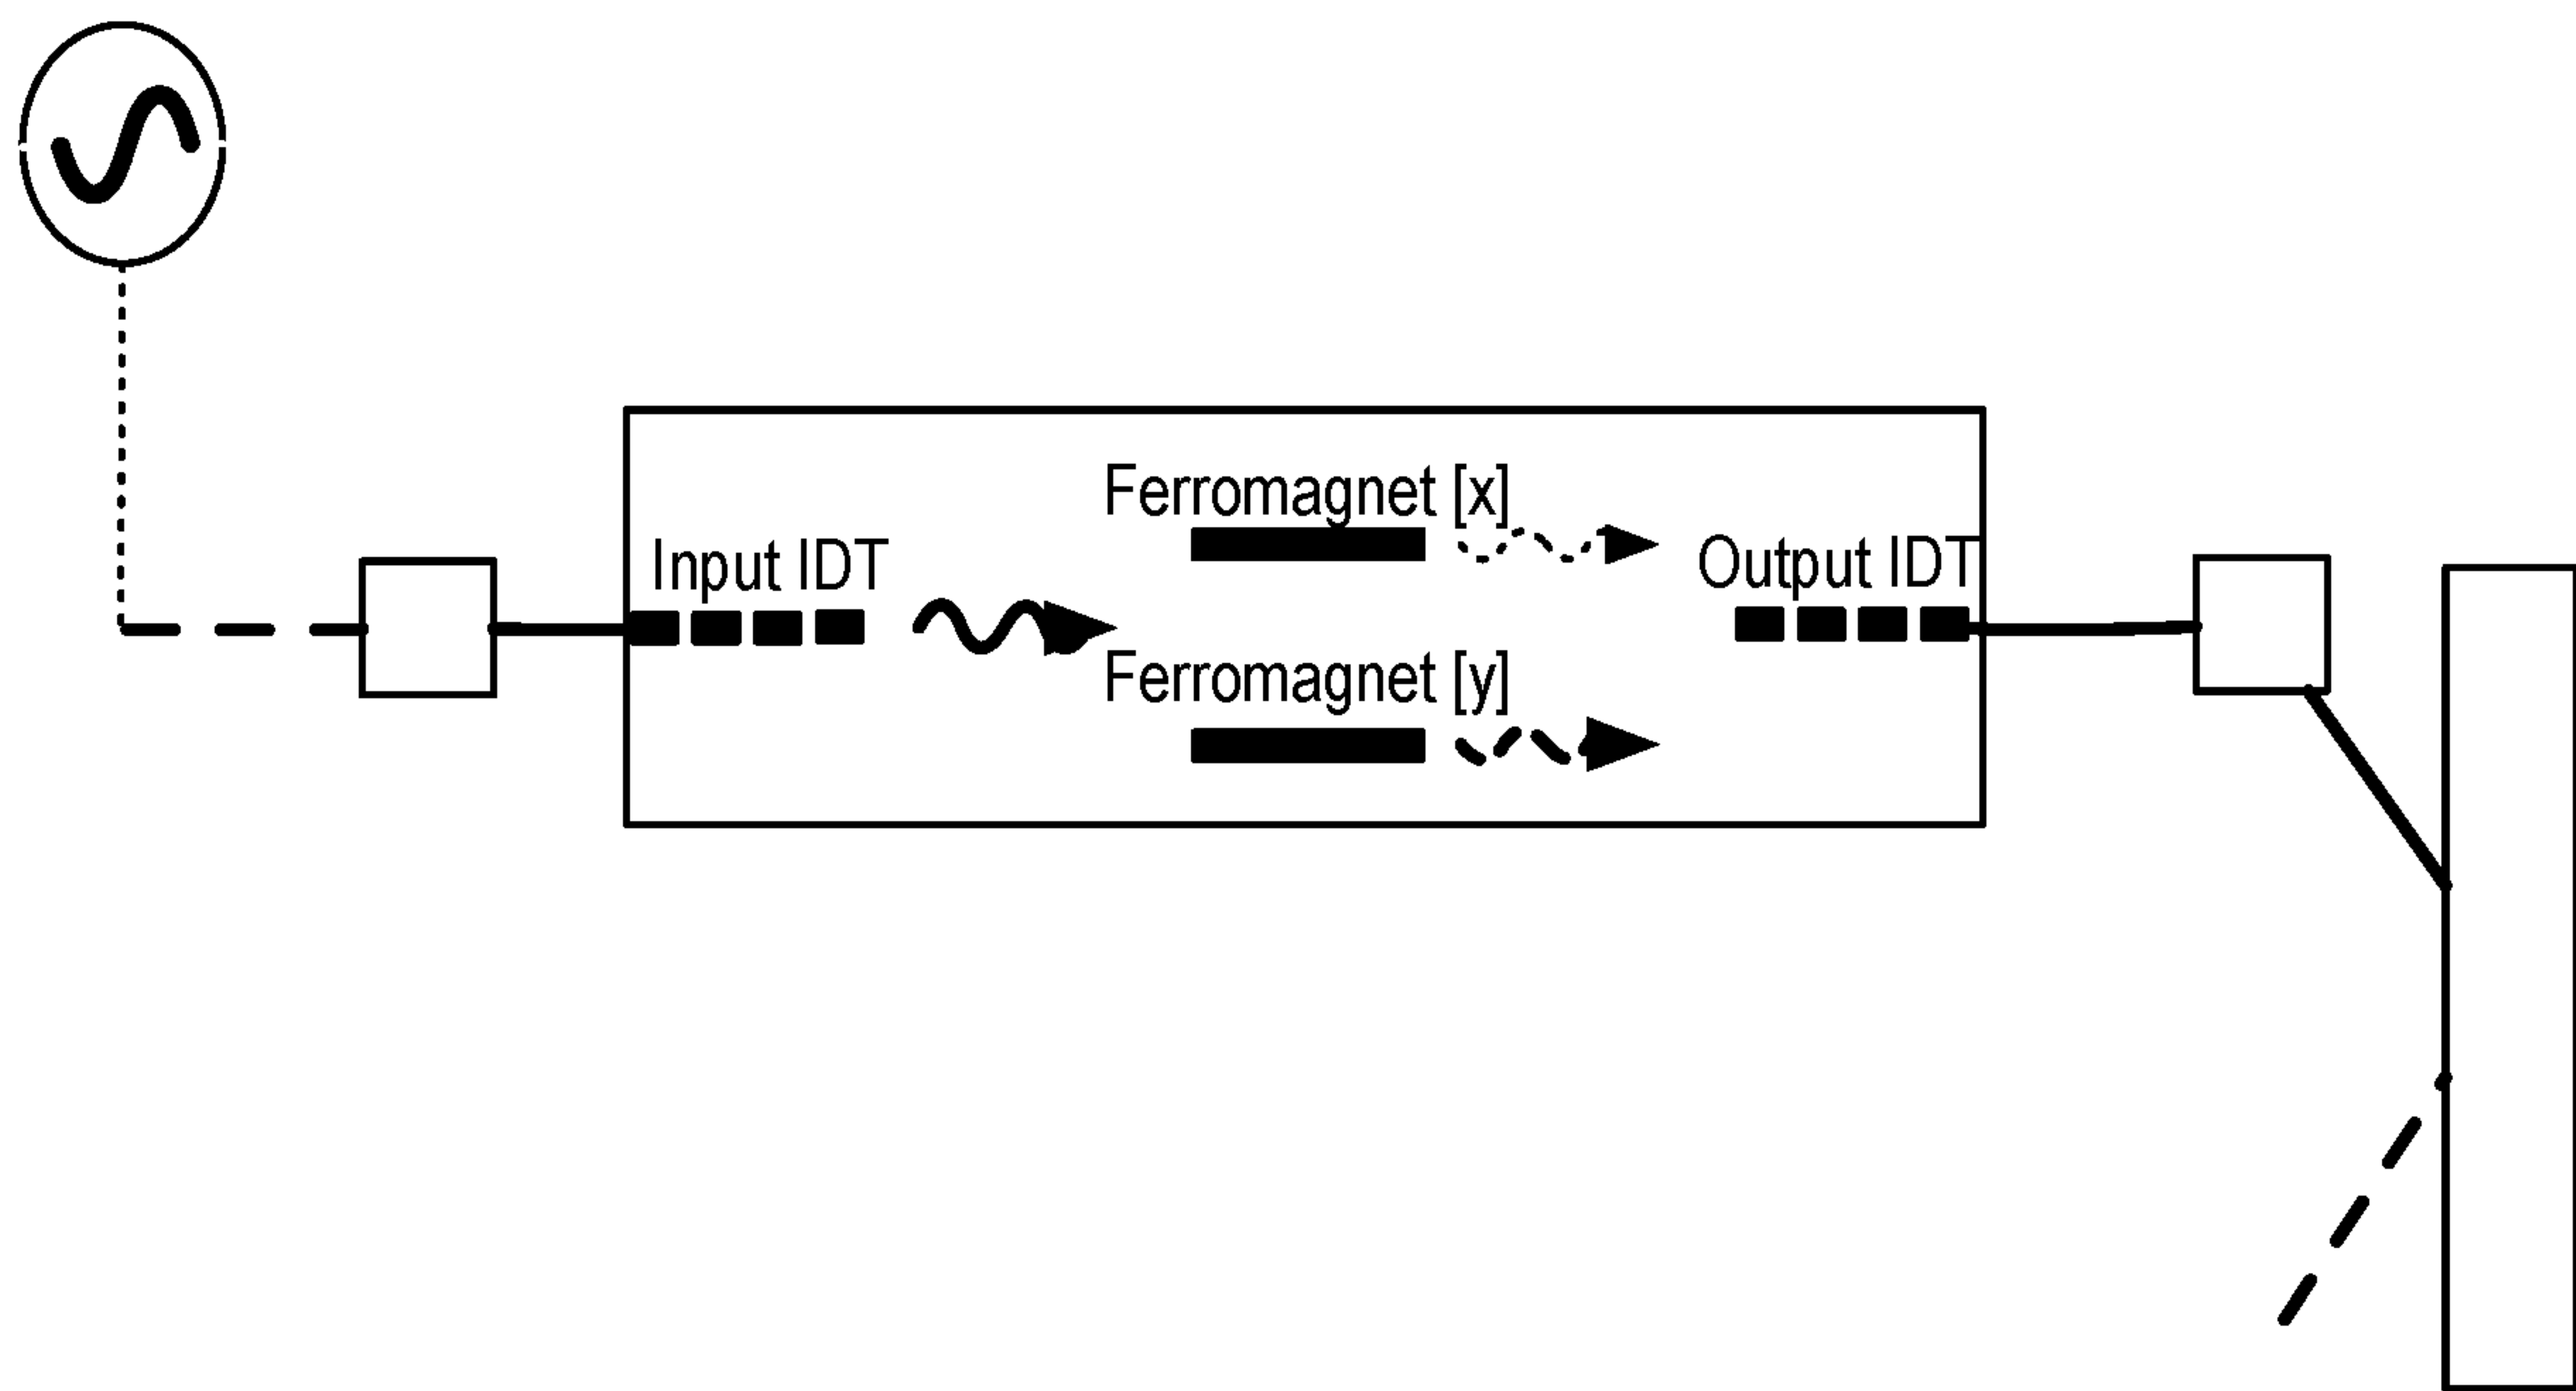 Ferromagnet [x]
Input IDT
Output IDT
Ferromagnet [y]